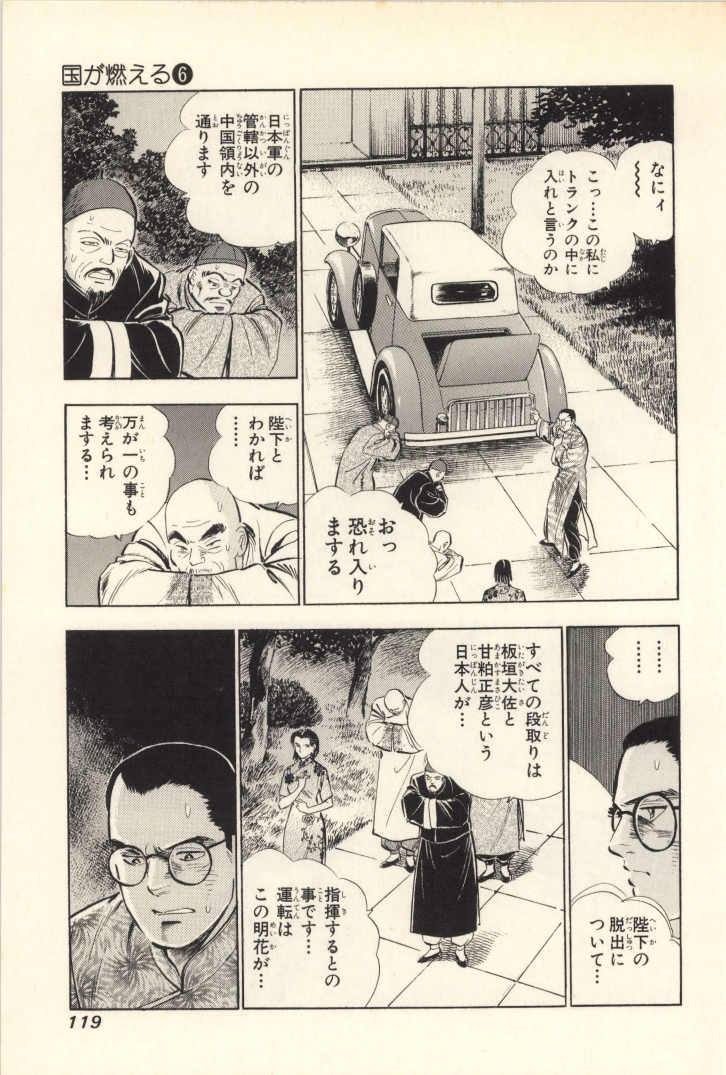 国が燃える❻
なにィ
〜〜〜
こっ…この私に
トランクの中に
入れと言うのか
おっ
恐れ入り
まする
日本軍の
管轄以外の
中国領内を
通ります
陛下と
わかれば
……
万が一の事も
考えられ
まする…
……
……
陛下の
脱出に
ついて…
すべての段取りは
板垣大佐と
甘粕正彦という
日本人が…
指揮するとの
事です…
運転は
この明花が…
119